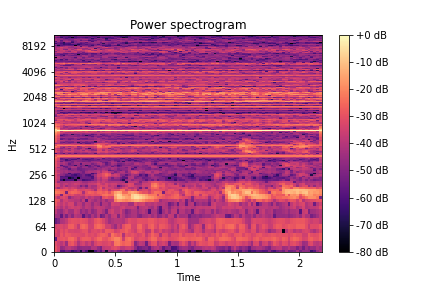 Power spectrogram
8192
4096
2048
1024
512
256
128
64
0
Hz
0
0.5
1
1.5
2
Time
+0 dB
-10 dB
-20 dB
-30 dB
-40 dB
-50 dB
-60 dB
-70 dB
-80 dB